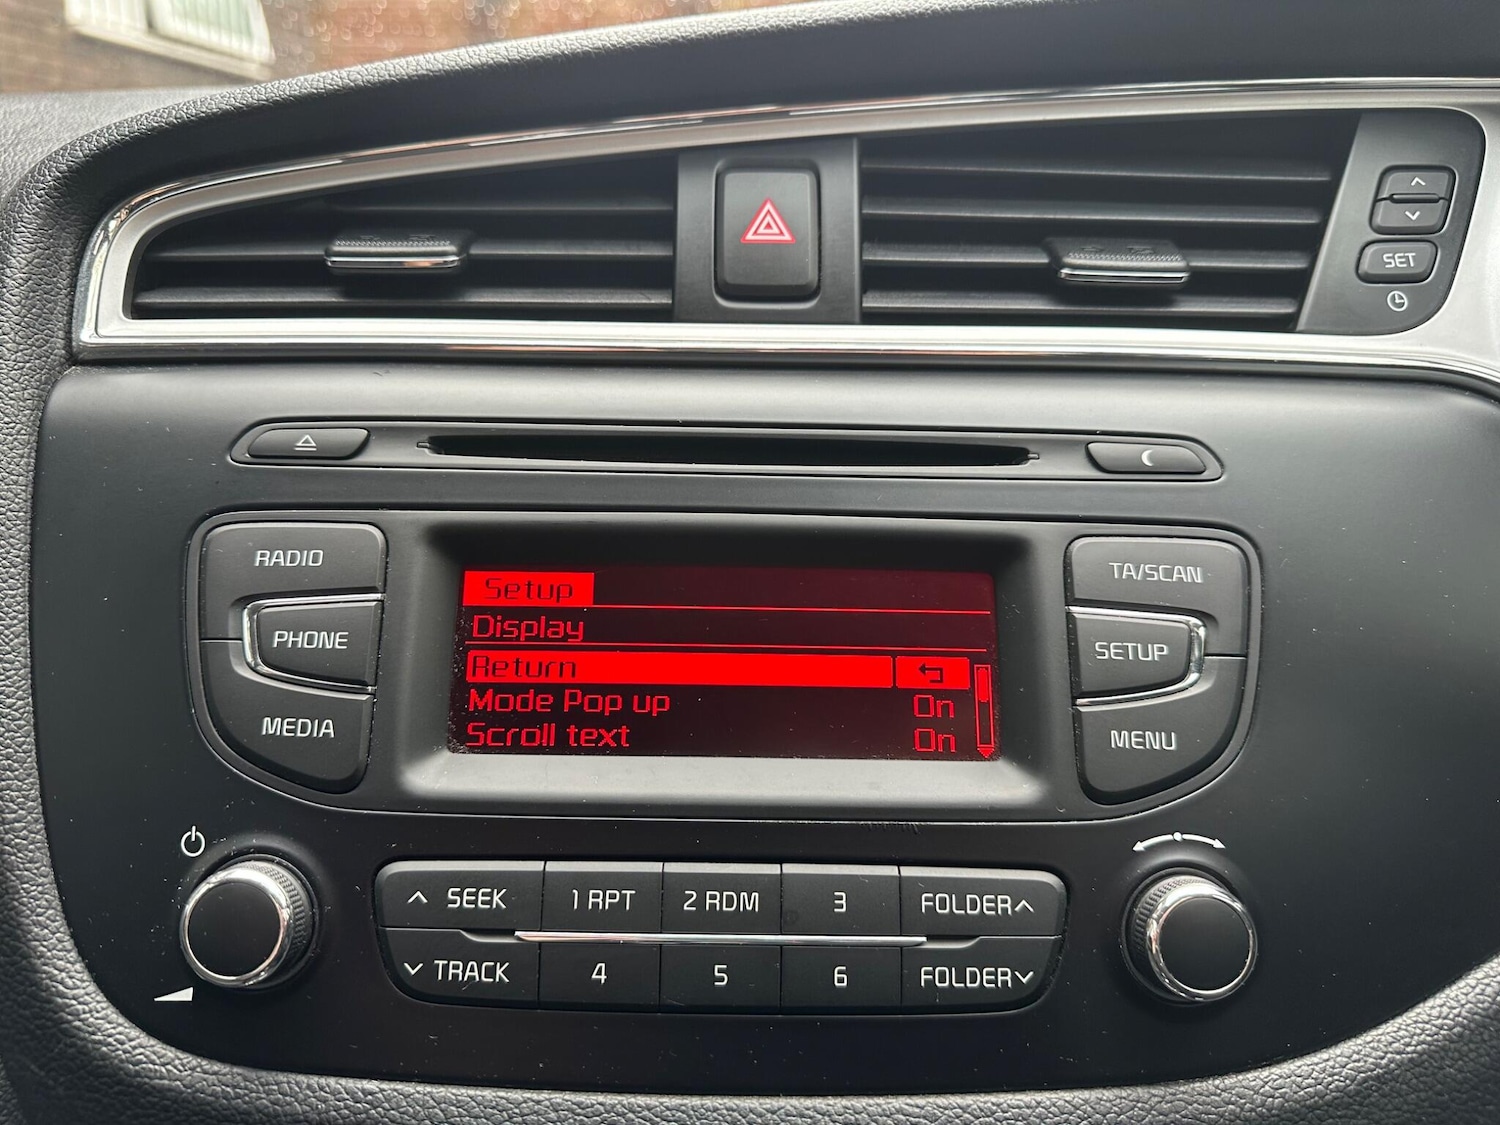 SET
RADIO
PHONE
MEDIA
Setup
Display
Return
Mode Pop up On
Scroll text On
TA/SCAN
SETUP
MENU
SEEK
1 RPT
2 RDM
3
FOLDER
TRACK
4
5
6
FOLDER